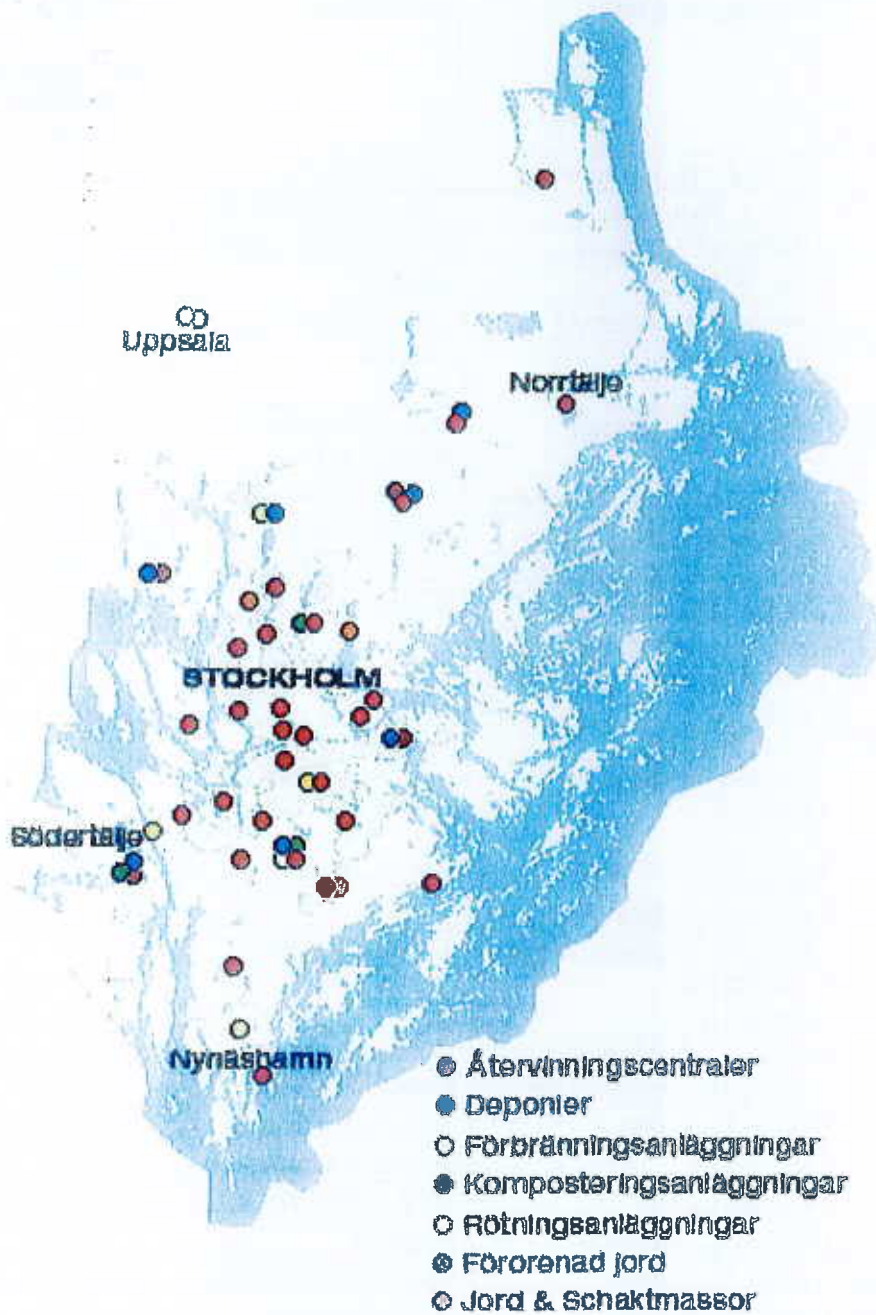 Uppsala
Norrtälje
STOCKHOLM
Södertälje
Nynäshamn
Återvinningscentraler
Deponier
Förbränningsanläggningar
Komposteringsanläggningar
Rötningsanläggningar
Förorenad jord
Jord & Schaktmassor